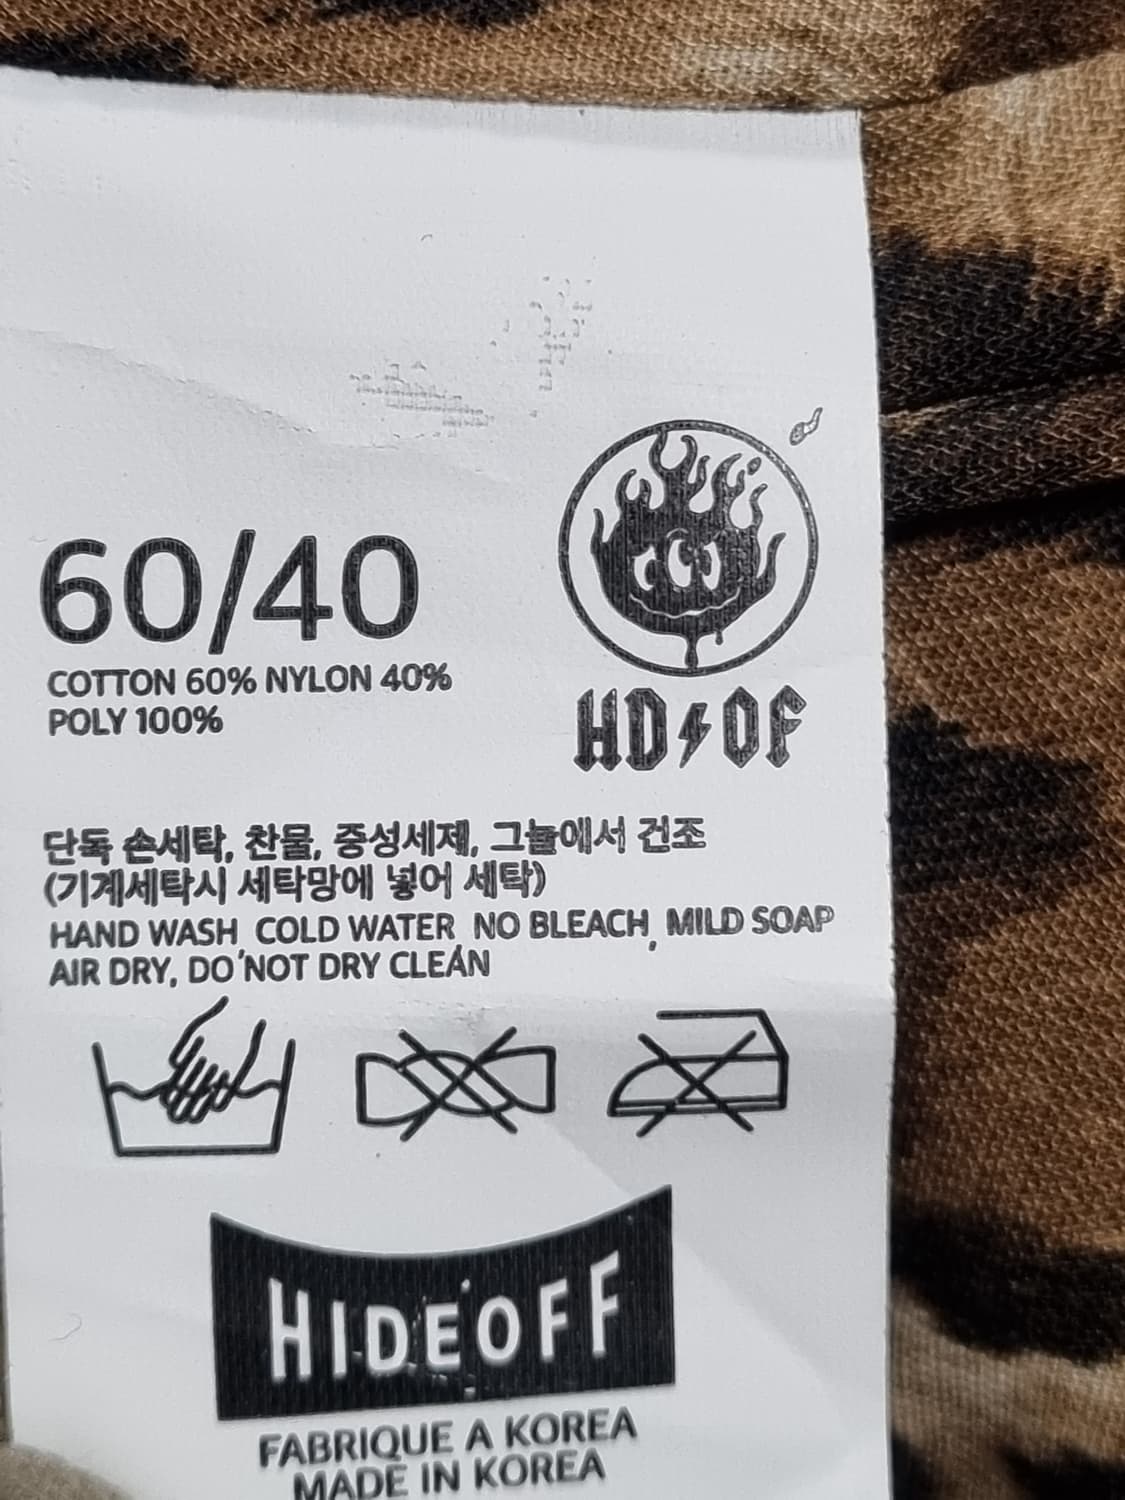 60/40
COTTON 60% NYLON 40%
POLY 100%
HD⚡OF
단독 손세탁, 찬물, 중성세제, 그늘에서 건조
(기계세탁시 세탁망에 넣어 세탁)
HAND WASH COLD WATER NO BLEACH, MILD SOAP
AIR DRY, DO'NOT DRY CLEAN
HIDEOFF
FABRIQUE A KOREA
MADE IN KOREA